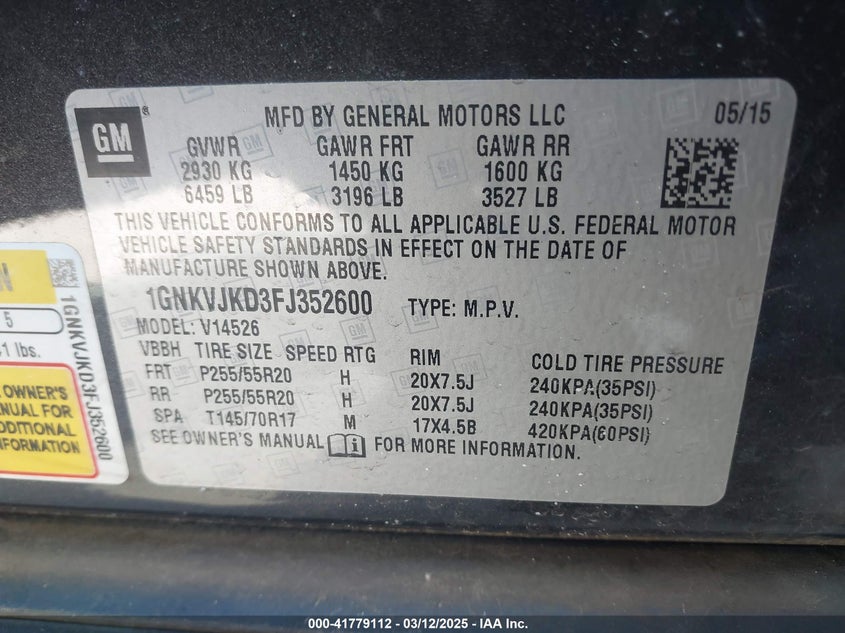 GM
®
MFD BY GENERAL MOTORS LLC 05/15
GVWR GAWR FRT GAWR RR
2930 KG 1450 KG 1600 KG
6459 LB 3196 LB 3527 LB
THIS VEHICLE CONFORMS TO ALL APPLICABLE U.S. FEDERAL MOTOR
VEHICLE SAFETY STANDARDS IN EFFECT ON THE DATE OF
MANUFACTURE SHOWN ABOVE.
1GNKVJKD3FJ352600 TYPE: M.P.V.
MODEL: V14526
VBBH TIRE SIZE SPEED RTG RIM COLD TIRE PRESSURE
FRT P255/55R20 H 20X7.5J 240KPA(35PSI)
RR P255/55R20 H 20X7.5J 240KPA(35PSI)
SPA T145/70R17 M 17X4.5B 420KPA(60PSI)
SEE OWNER'S MANUAL i FOR MORE INFORMATION.
N
5
1 lbs.
OWNER'S
MANUAL FOR
ADDITIONAL
INFORMATION
1GNKVJKD3FJ352600
000-41779112 - 03/12/2025 - IAA Inc.